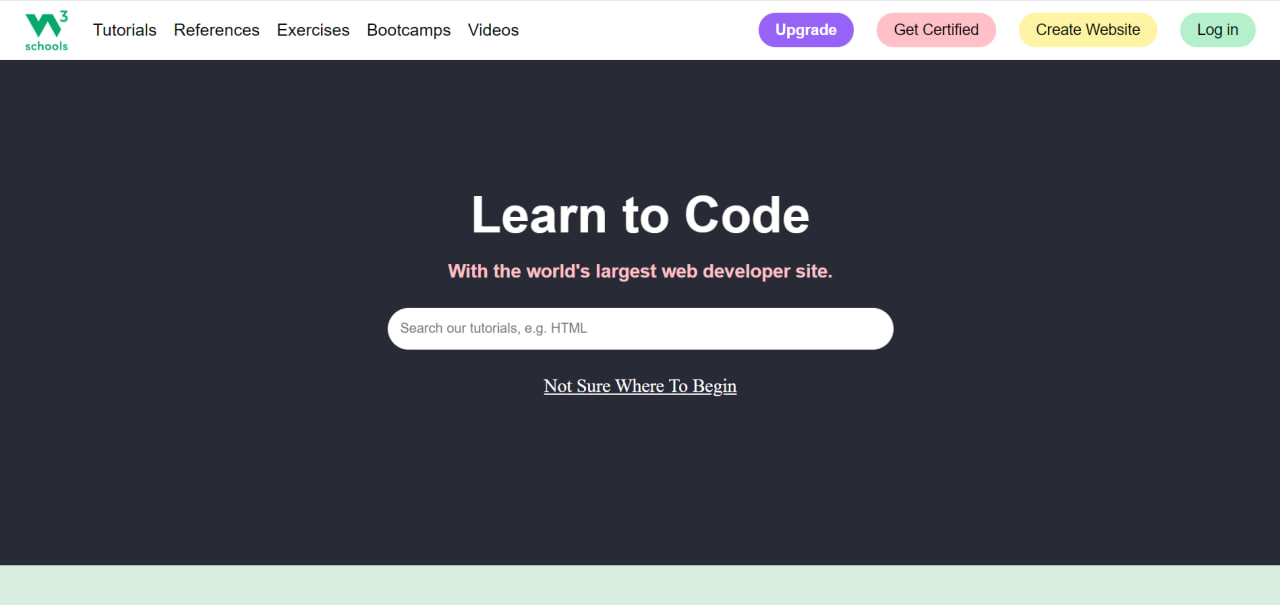 3
schools
Tutorials References Exercises Bootcamps Videos Upgrade Get Certified Create Website Log in
Learn to Code
With the world's largest web developer site.
Search our tutorials, e.g. HTML
Not Sure Where To Begin